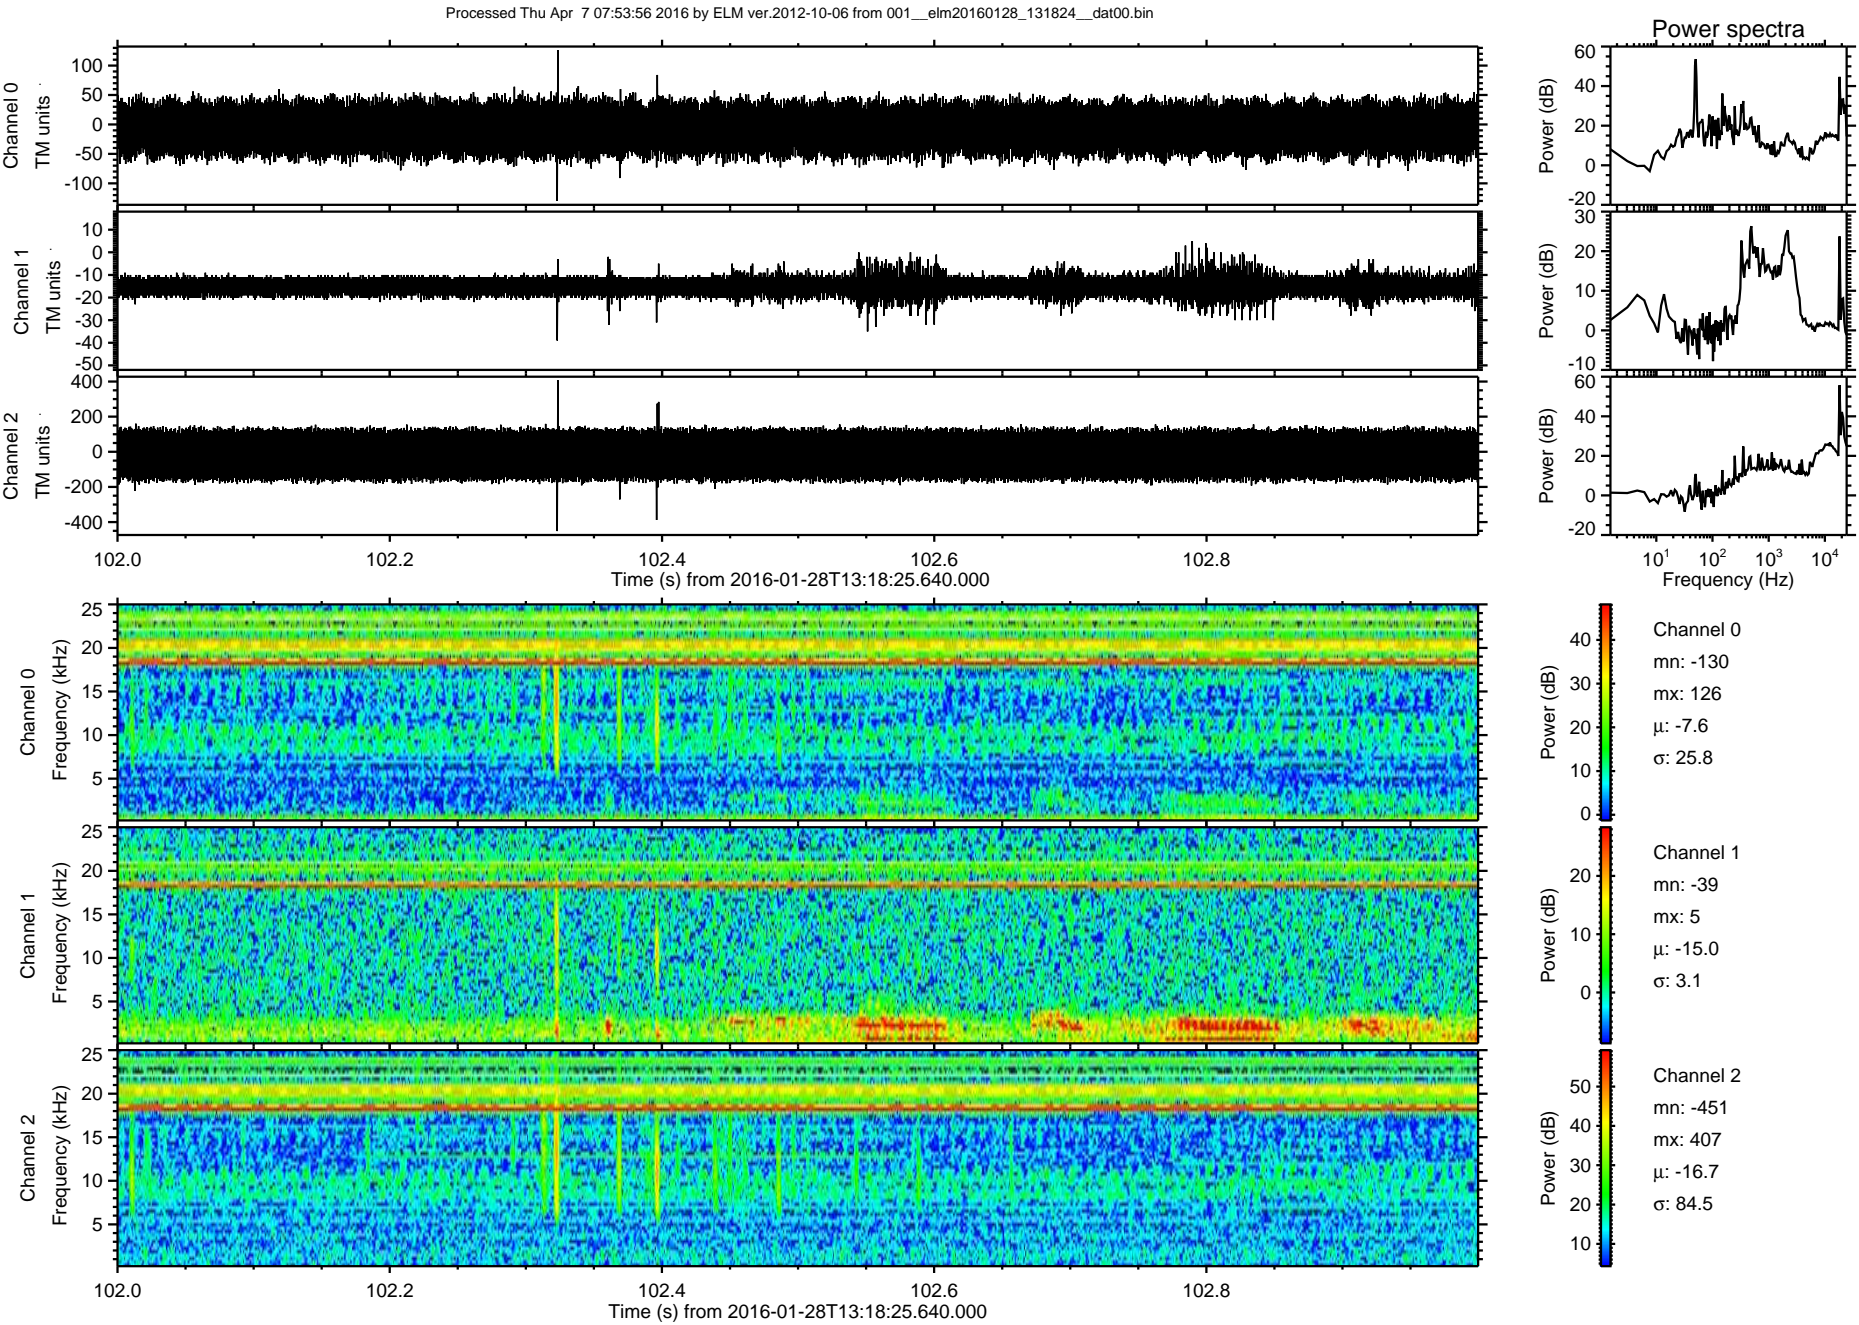 Processed Thu Apr  7 07:53:56 2016 by ELM ver.2012-10-06 from 001__elm20160128_131824__dat00.bin
Power spectra
Channel 0
TM units
100
50
0
-50
-100
Power (dB)
60
40
20
0
-20
Channel 1
TM units
10
0
-10
-20
-30
-40
-50
Power (dB)
30
20
10
0
-10
Channel 2
TM units
400
200
0
-200
-400
Power (dB)
60
40
20
0
-20
102.0 102.2 102.4 102.6 102.8
Time (s) from 2016-01-28T13:18:25.640.000
10^1 10^2 10^3 10^4
Frequency (Hz)
Channel 0
Frequency (kHz)
25
20
15
10
5
Power (dB)
40
30
20
10
0
Channel 0
mn: -130
mx: 126
μ: -7.6
σ: 25.8
Channel 1
Frequency (kHz)
25
20
15
10
5
Power (dB)
20
10
0
Channel 1
mn: -39
mx: 5
μ: -15.0
σ: 3.1
Channel 2
Frequency (kHz)
25
20
15
10
5
Power (dB)
50
40
30
20
10
Channel 2
mn: -451
mx: 407
μ: -16.7
σ: 84.5
102.0 102.2 102.4 102.6 102.8
Time (s) from 2016-01-28T13:18:25.640.000